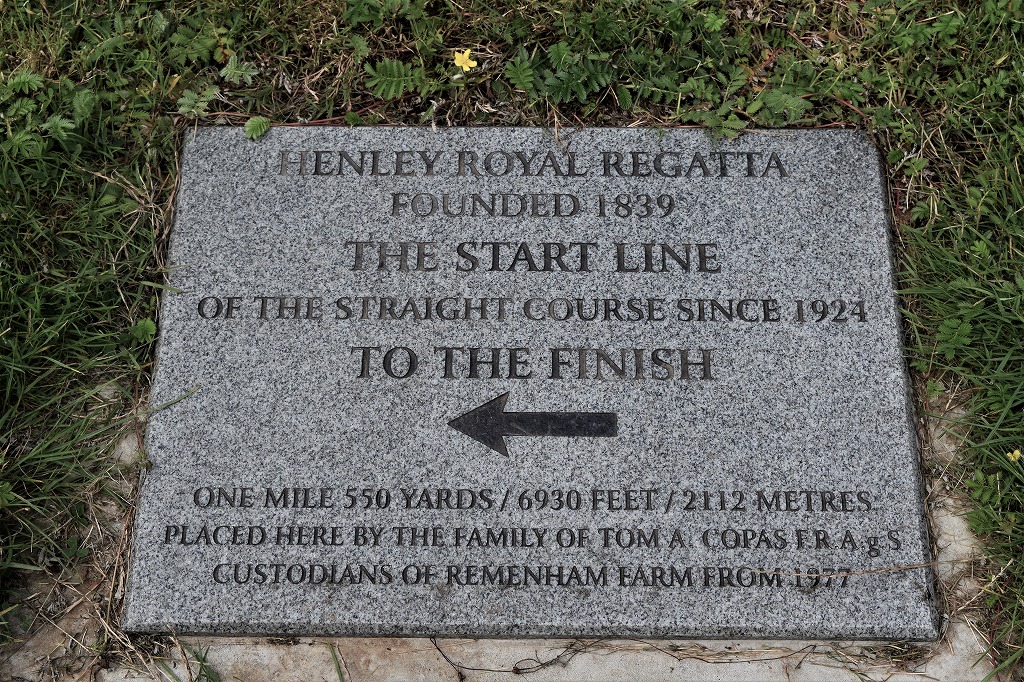 HENLEY ROYAL REGATTA
FOUNDED 1839
THE START LINE
OF THE STRAIGHT COURSE SINCE 1924
TO THE FINISH
ONE MILE 550 YARDS / 6930 FEET / 2112 METRES
PLACED HERE BY THE FAMILY OF TOM A. COPAS F.R.A.g.S
CUSTODIANS OF REMENHAM FARM FROM 1977